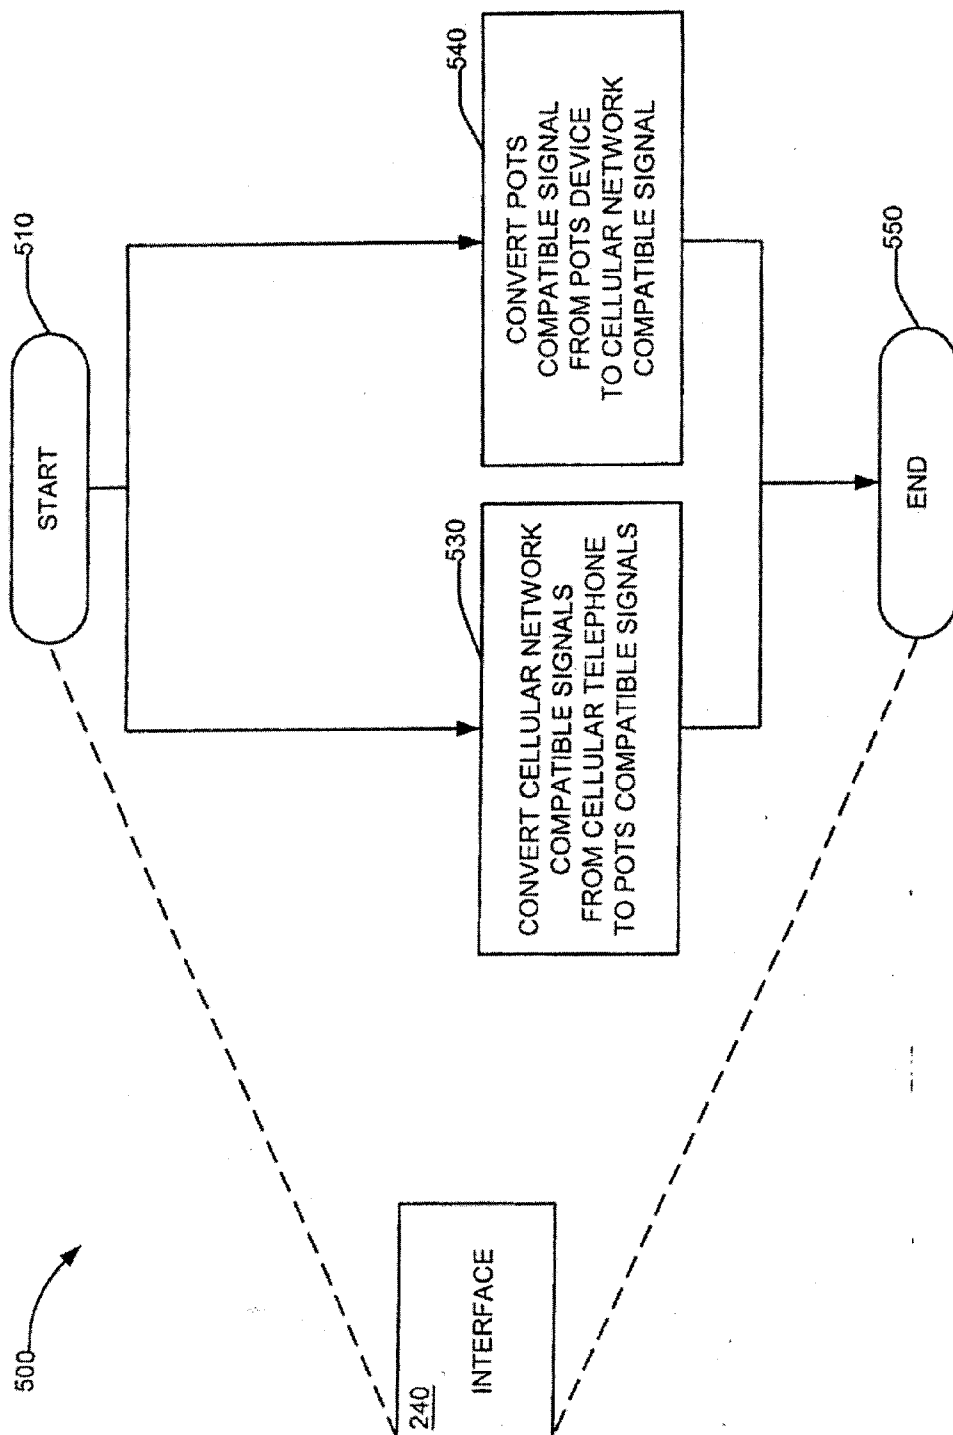 500
510
START
530
CONVERT CELLULAR NETWORK
COMPATIBLE SIGNALS
FROM CELLULAR TELEPHONE
TO POTS COMPATIBLE SIGNALS
540
CONVERT POTS
COMPATIBLE SIGNAL
FROM POTS DEVICE
TO CELLULAR NETWORK
COMPATIBLE SIGNAL
240
INTERFACE
550
END